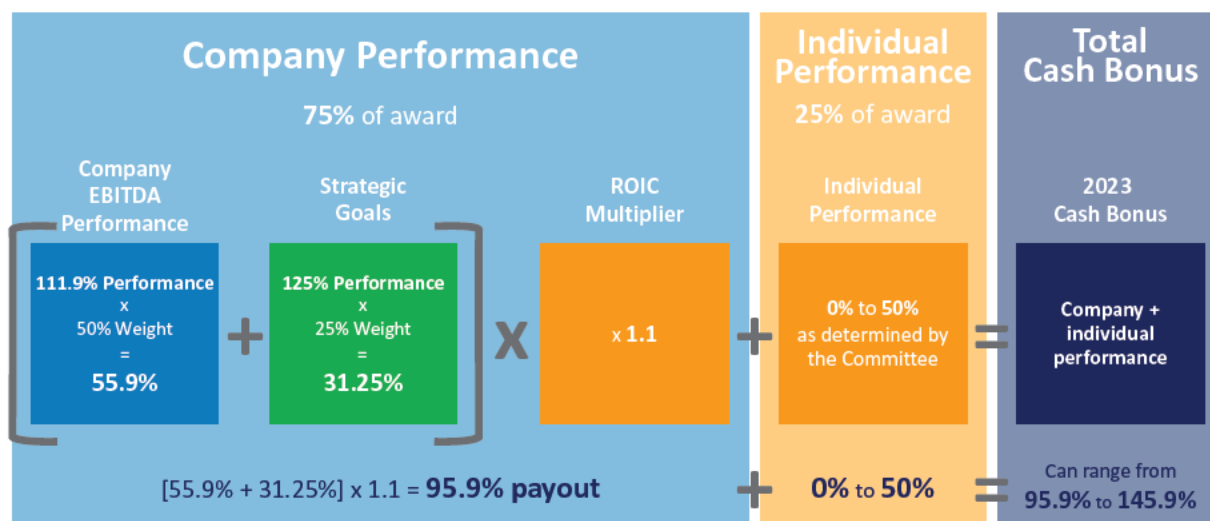 Company Performance
75% of award
Individual
Performance
25% of award
Total
Cash Bonus
Company
EBITDA
Performance
Strategic
Goals
ROIC
Multiplier
Individual
Performance
2023
Cash Bonus
[
111.9% Performance
x
50% Weight
=
55.9%
+
125% Performance
x
25% Weight
=
31.25%
]
x
x 1.1
+
0% to 50%
as determined by
the Committee
=
Company +
individual
performance
[55.9% + 31.25%] x 1.1 = 95.9% payout
+
0% to 50%
=
Can range from
95.9% to 145.9%